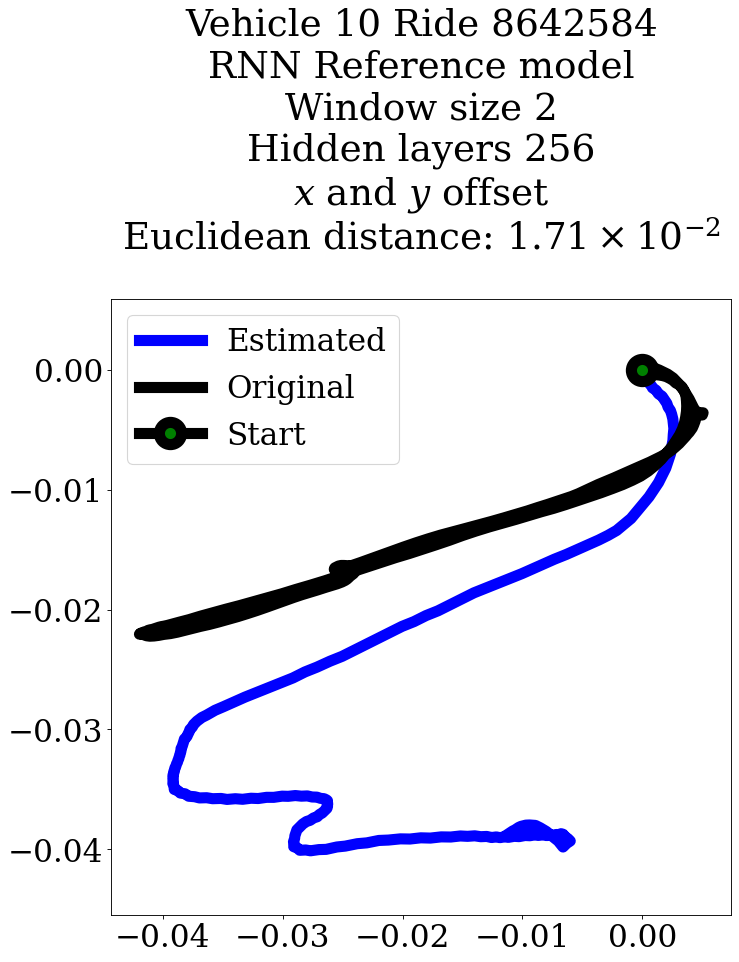 Vehicle 10 Ride 8642584
RNN Reference model
Window size 2
Hidden layers 256
x and y offset
Euclidean distance: 1.71 × 10⁻²
Estimated
Original
Start
0.00
−0.01
−0.02
−0.03
−0.04
−0.04 −0.03 −0.02 −0.01 0.00